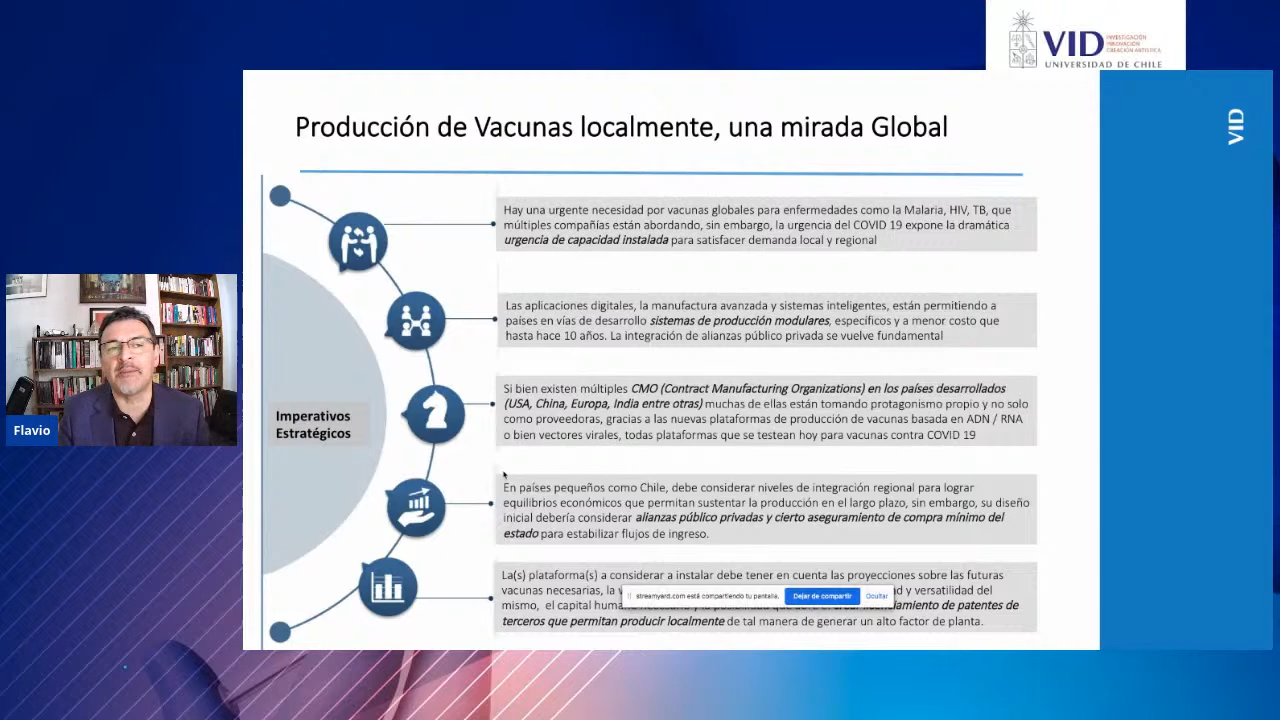 VID
INVESTIGACIÓN
INNOVACIÓN
CREACIÓN ARTÍSTICA
UNIVERSIDAD DE CHILE
VID
Producción de Vacunas localmente, una mirada Global
Hay una urgente necesidad por vacunas globales para enfermedades como la Malaria, HIV, TB, que
múltiples compañías están abordando, sin embargo, la urgencia del COVID 19 expone la dramática
urgencia de capacidad instalada para satisfacer demanda local y regional
Las aplicaciones digitales, la manufactura avanzada y sistemas inteligentes, están permitiendo a
países en vías de desarrollo sistemas de producción modulares, específicos y a menor costo que
hasta hace 10 años. La integración de alianzas público privada se vuelve fundamental
Si bien existen múltiples CMO (Contract Manufacturing Organizations) en los países desarrollados
(USA, China, Europa, India entre otras) muchas de ellas están tomando protagonismo propio y no solo
como proveedoras, gracias a las nuevas plataformas de producción de vacunas basada en ADN / RNA
o bien vectores virales, todas plataformas que se testean hoy para vacunas contra COVID 19
Imperativos
Estratégicos
En países pequeños como Chile, debe considerar niveles de integración regional para lograr
equilibrios económicos que permitan sustentar la producción en el largo plazo, sin embargo, su diseño
inicial debería considerar alianzas público privadas y cierto aseguramiento de compra mínimo del
estado para estabilizar flujos de ingreso.
La(s) plataforma(s) a considerar a instalar debe tener en cuenta las proyecciones sobre las futuras
vacunas necesarias, la y versatilidad del
mismo, el capital de patentes de
terceros que permitan producir localmente de tal manera de generar un alto factor de planta.
streamyard.com está compartiendo tu pantalla.
Dejar de compartir
Ocultar
Flavio